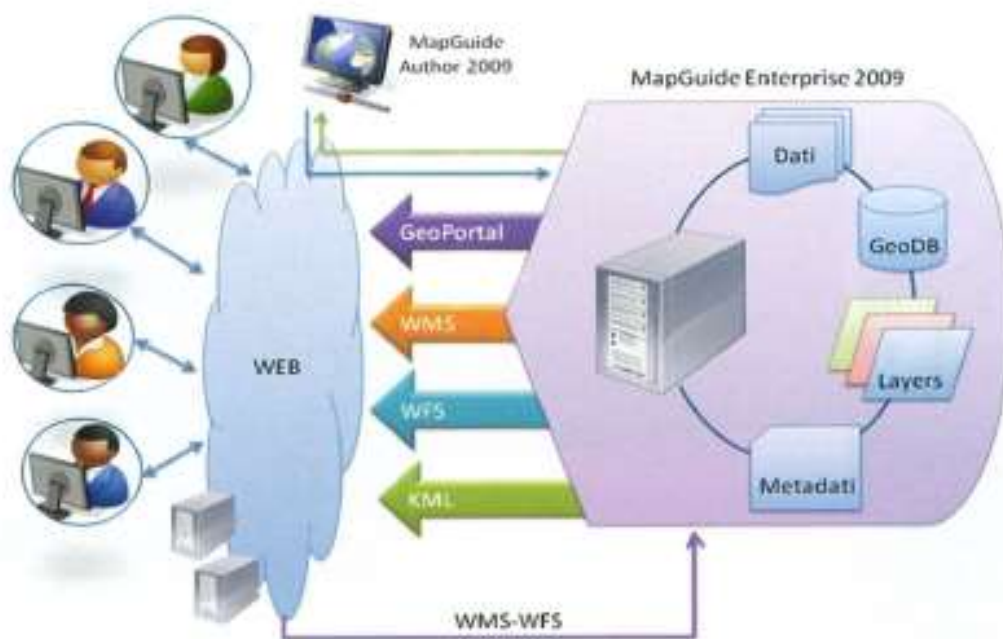 MapGuide
Author 2009
MapGuide Enterprise 2009
Dati
GeoDB
GeoPortal
WMS
WEB
Layers
WFS
KML
Metadati
WMS-WFS